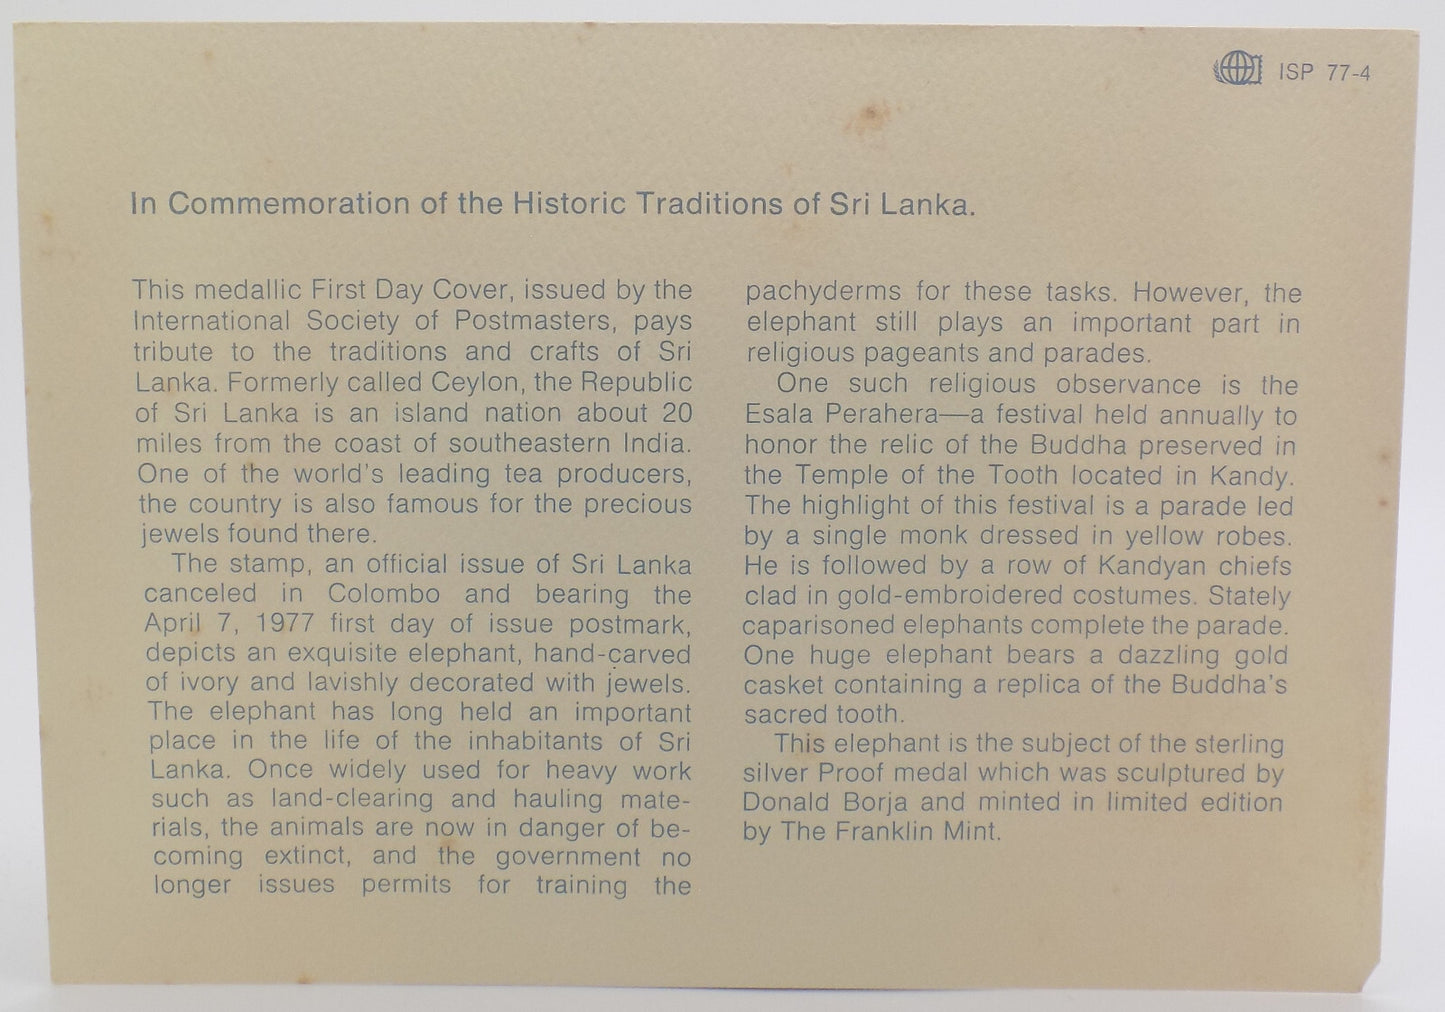 ISP 77-4
In Commemoration of the Historic Traditions of Sri Lanka.
This medallic First Day Cover, issued by the
International Society of Postmasters, pays
tribute to the traditions and crafts of Sri
Lanka. Formerly called Ceylon, the Republic
of Sri Lanka is an island nation about 20
miles from the coast of southeastern India.
One of the world's leading tea producers,
the country is also famous for the precious
jewels found there.
The stamp, an official issue of Sri Lanka
canceled in Colombo and bearing the
April 7, 1977 first day of issue postmark,
depicts an exquisite elephant, hand-carved
of ivory and lavishly decorated with jewels.
The elephant has long held an important
place in the life of the inhabitants of Sri
Lanka. Once widely used for heavy work
such as land-clearing and hauling mate-
rials, the animals are now in danger of be-
coming extinct, and the government no
longer issues permits for training the
pachyderms for these tasks. However, the
elephant still plays an important part in
religious pageants and parades.
One such religious observance is the
Esala Perahera—a festival held annually to
honor the relic of the Buddha preserved in
the Temple of the Tooth located in Kandy.
The highlight of this festival is a parade led
by a single monk dressed in yellow robes.
He is followed by a row of Kandyan chiefs
clad in gold-embroidered costumes. Stately
caparisoned elephants complete the parade.
One huge elephant bears a dazzling gold
casket containing a replica of the Buddha's
sacred tooth.
This elephant is the subject of the sterling
silver Proof medal which was sculptured by
Donald Borja and minted in limited edition
by The Franklin Mint.